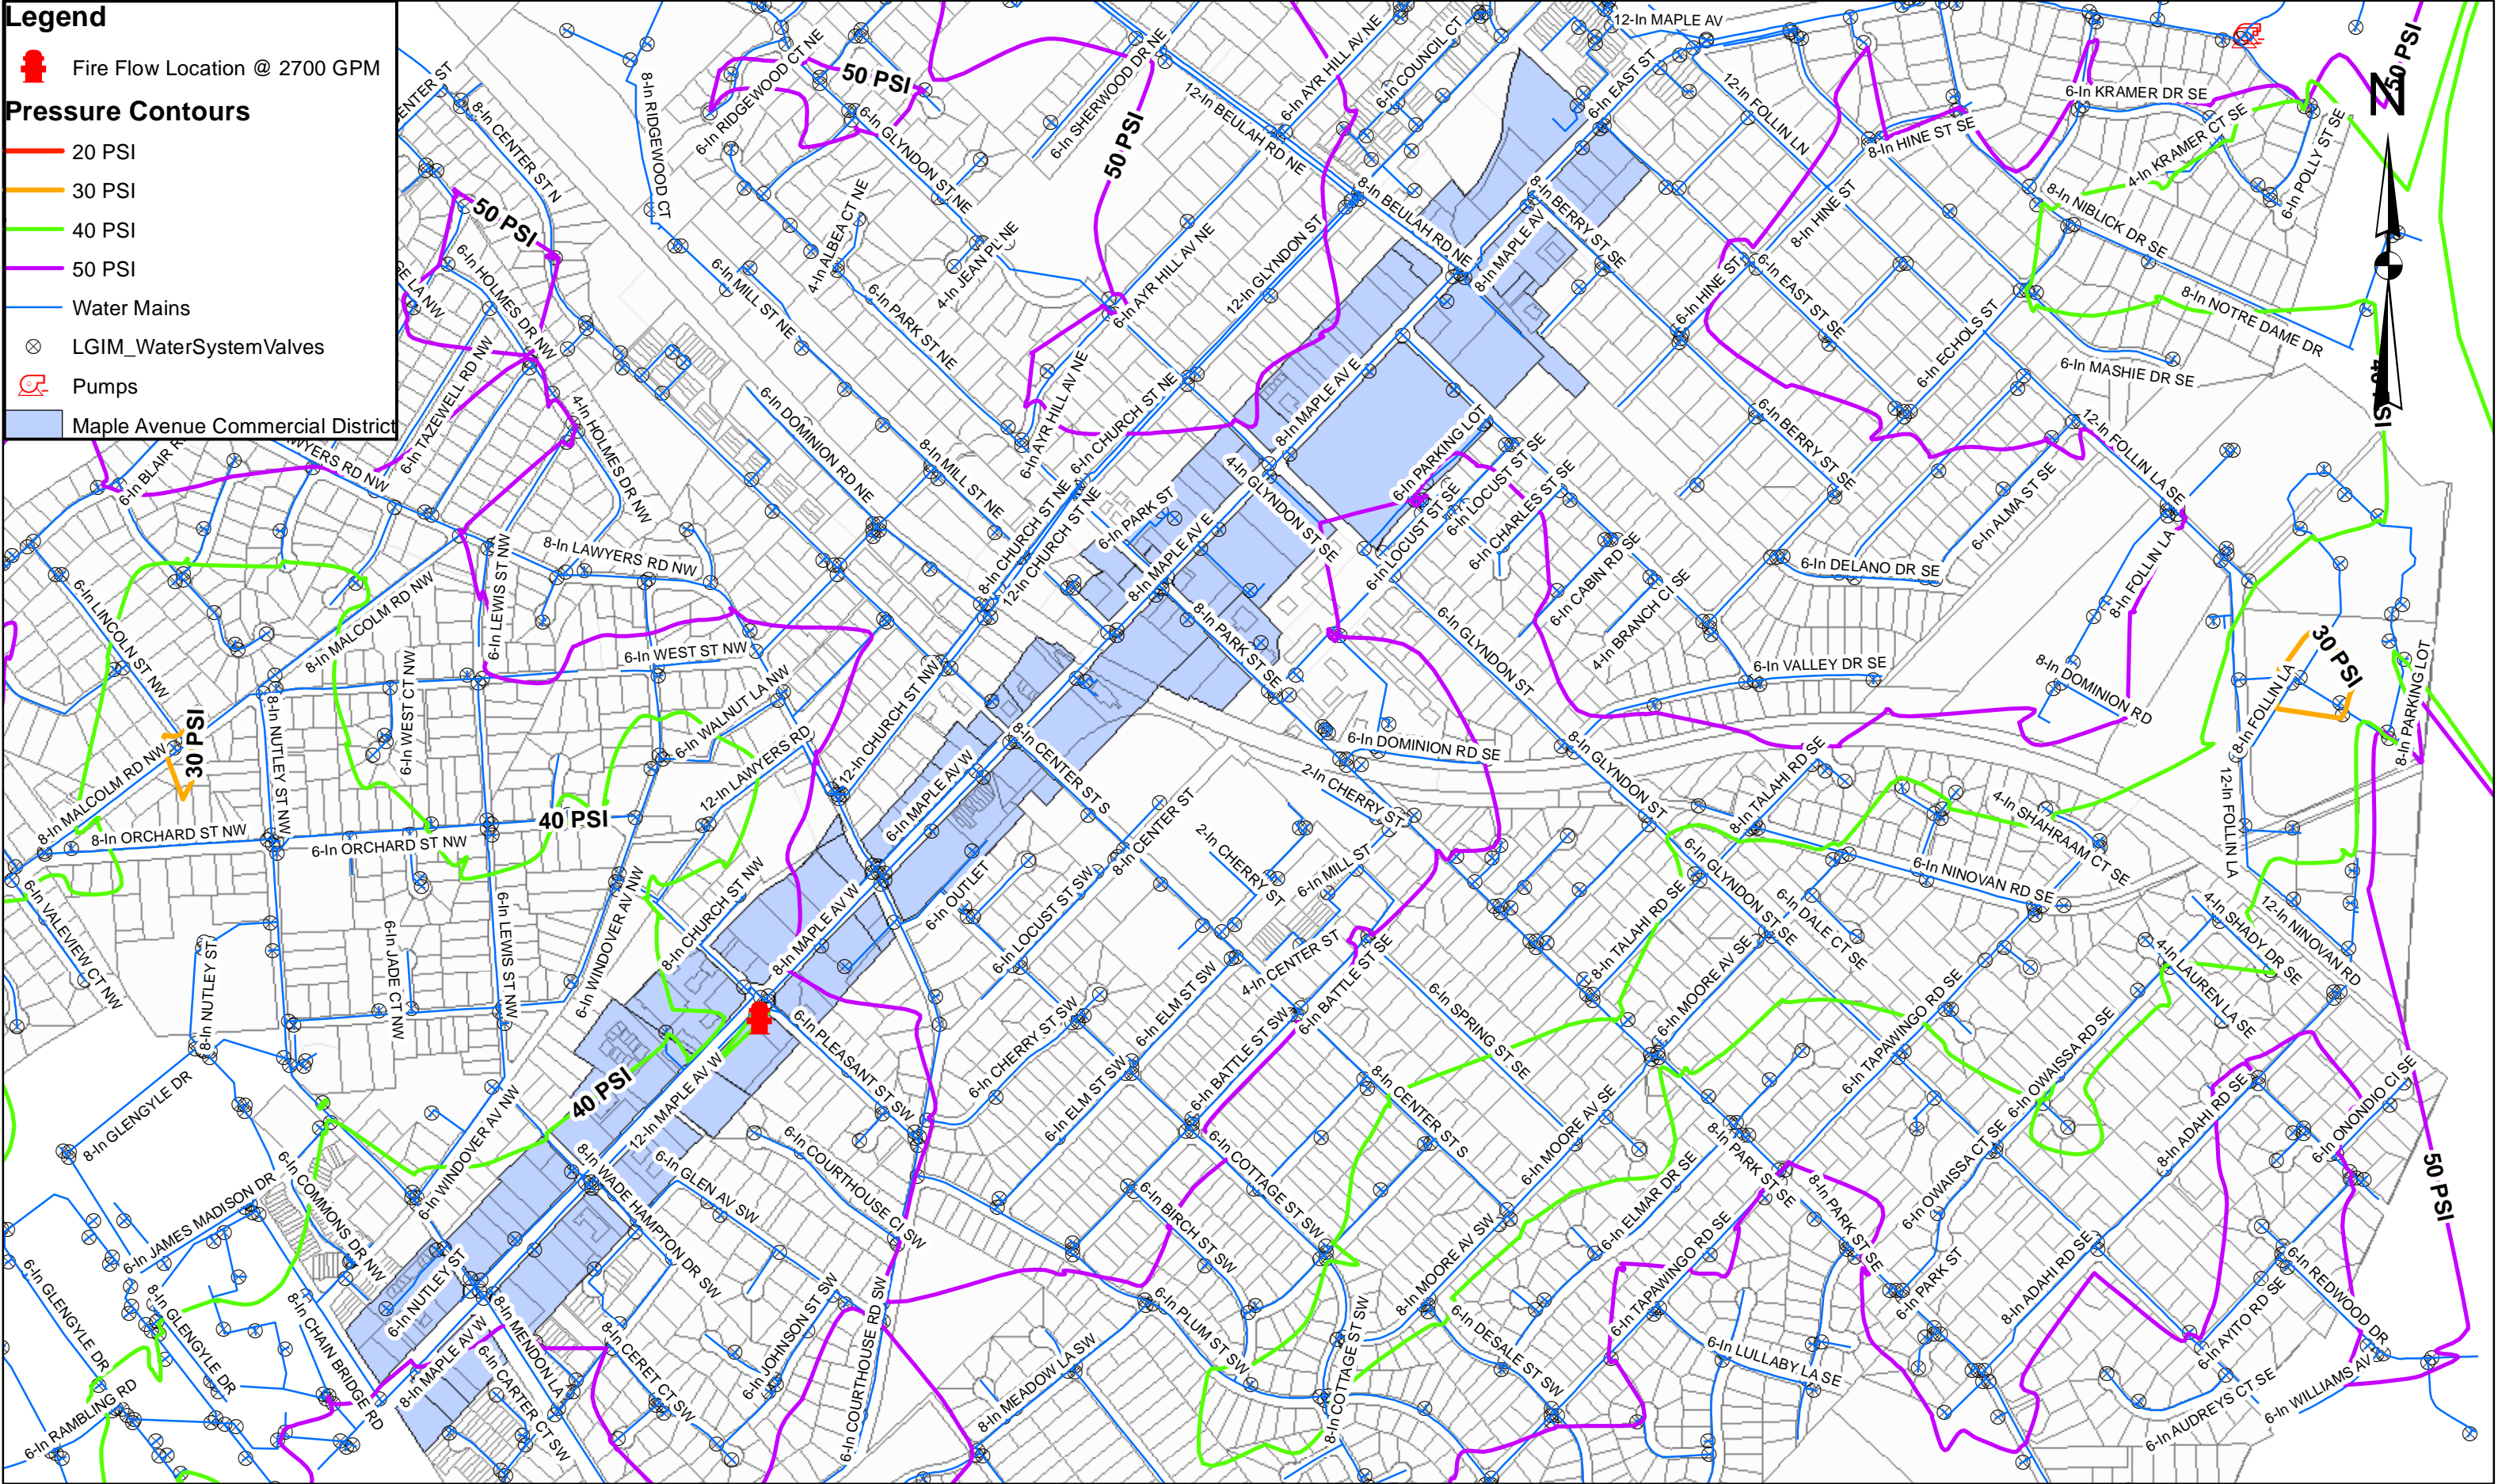 Legend
Fire Flow Location @ 2700 GPM
Pressure Contours
20 PSI
30 PSI
40 PSI
50 PSI
Water Mains
LGIM_WaterSystemValves
Pumps
Maple Avenue Commercial District
N
12-In MAPLE AV
50 PSI
50 PSI
50 PSI
50 PSI
ENTER ST
8-In CENTER ST N
8-In RIDGEWOOD CT
6-In RIDGEWOOD CT NE
6-In GLYNDON ST NE
6-In SHERWOOD DR NE
12-In BEULAH RD NE
6-In AYR HILL AV NE
6-In COUNCIL CT
6-In EAST ST
12-In FOLLIN LN
8-In HINE ST SE
6-In KRAMER DR SE
4-In KRAMER CT SE
6-In POLLY ST SE
8-In NIBLICK DR SE
8-In NOTRE DAME DR
6-In MASHIE DR SE
40 PSI
8-In HINE ST
6-In HINE ST
6-In EAST ST SE
6-In ECHOLS ST
8-In BEULAH RD NE
8-In BERRY ST SE
8-In MAPLE AV
6-In BERRY ST SE
12-In FOLLIN LA SE
6-In HOLMES DR NW
4-In HOLMES DR NW
6-In TAZEWELL RD NW
GE LA NW
6-In BLAIR R
WYERS RD NW
4-In ALBEA CT NE
4-In JEAN PL NE
6-In MILL ST NE
6-In PARK ST NE
6-In AYR HILL AV NE
12-In GLYNDON ST
6-In AYR HILL AV NE
6-In CHURCH ST NE
8-In MAPLE AV E
6-In DOMINION RD NE
8-In MILL ST NE
8-In CHURCH ST NE
12-In CHURCH ST NE
6-In PARK ST
8-In MAPLE AV E
4-In GLYNDON ST SE
6-In PARKING LOT
6-In LOCUST ST SE
6-In LOCUST ST SE
6-In CHARLES ST SE
6-In CABIN RD SE
4-In BRANCH CI SE
6-In DELANO DR SE
6-In ALMA ST SE
8-In FOLLIN LA
6-In VALLEY DR SE
8-In DOMINION RD
8-In FOLLIN LA
12-In FOLLIN LA
30 PSI
8-In PARKING LOT
6-In LINCOLN ST NW
8-In LAWYERS RD NW
8-In MALCOLM RD NW
6-In LEWIS ST NW
6-In WEST ST NW
6-In WEST CT NW
8-In NUTLEY ST NW
30 PSI
8-In MALCOLM RD NW
8-In ORCHARD ST NW
6-In ORCHARD ST NW
40 PSI
6-In WALNUT LA NW
12-In LAWYERS RD
12-In CHURCH ST NW
6-In MAPLE AV W
8-In CENTER ST S
8-In PARK ST SE
6-In GLYNDON ST
8-In GLYNDON ST
6-In DOMINION RD SE
2-In CHERRY ST
8-In TALAHI RD SE
4-In SHAHRAAM CT SE
6-In NINOVAN RD SE
6-In GLYNDON ST SE
6-In DALE CT SE
8-In TALAHI RD SE
6-In MOORE AV SE
6-In TAPAWINGO RD SE
4-In SHADY DR SE
12-In NINOVAN RD
4-In LAUREN LA SE
6-In OWAISSA RD SE
6-In VALEVIEW CT NW
8-In NUTLEY ST
6-In JADE CT NW
6-In LEWIS ST NW
6-In WINDOVER AV NW
8-In CHURCH ST NW
8-In MAPLE AV W
6-In OUTLET
6-In LOCUST ST SW
8-In CENTER ST
2-In CHERRY ST
6-In MILL ST
4-In CENTER ST
6-In BATTLE ST SE
6-In SPRING ST SE
6-In ELM ST SW
6-In CHERRY ST SW
6-In PLEASANT ST SW
6-In ELM ST SW
6-In BATTLE ST SW
8-In CENTER ST S
6-In MOORE AV SE
8-In PARK ST SE
8-In PARK ST SE
6-In ELMAR DR SE
6-In OWAISSA CT SE
8-In ADAHI RD SE
6-In ONONDIO CI SE
50 PSI
8-In GLENGYLE DR
6-In JAMES MADISON DR
6-In COMMONS DR NW
6-In WINDOVER AV NW
40 PSI
12-In MAPLE AV W
8-In WADE HAMPTON DR SW
6-In GLEN AV SW
6-In COURTHOUSE CI SW
6-In COTTAGE ST SW
6-In BIRCH ST SW
8-In MOORE AV SW
6-In TAPAWINGO RD SE
6-In PARK ST
8-In ADAHI RD SE
6-In AYITO RD SE
6-In REDWOOD DR
6-In GLENGYLE DR
8-In GLENGYLE DR
6-In RAMBLING RD
8-In CHAIN BRIDGE RD
6-In NUTLEY ST
8-In MAPLE AV W
8-In MENDON LA
6-In CARTER CT SW
8-In CERET CT SW
6-In JOHNSON ST SW
6-In COURTHOUSE RD SW
8-In MEADOW LA SW
6-In PLUM ST SW
8-In COTTAGE ST SW
6-In DESALE ST SW
6-In LULLABY LA SE
6-In AUDREYS CT SE
6-In WILLIAMS AV